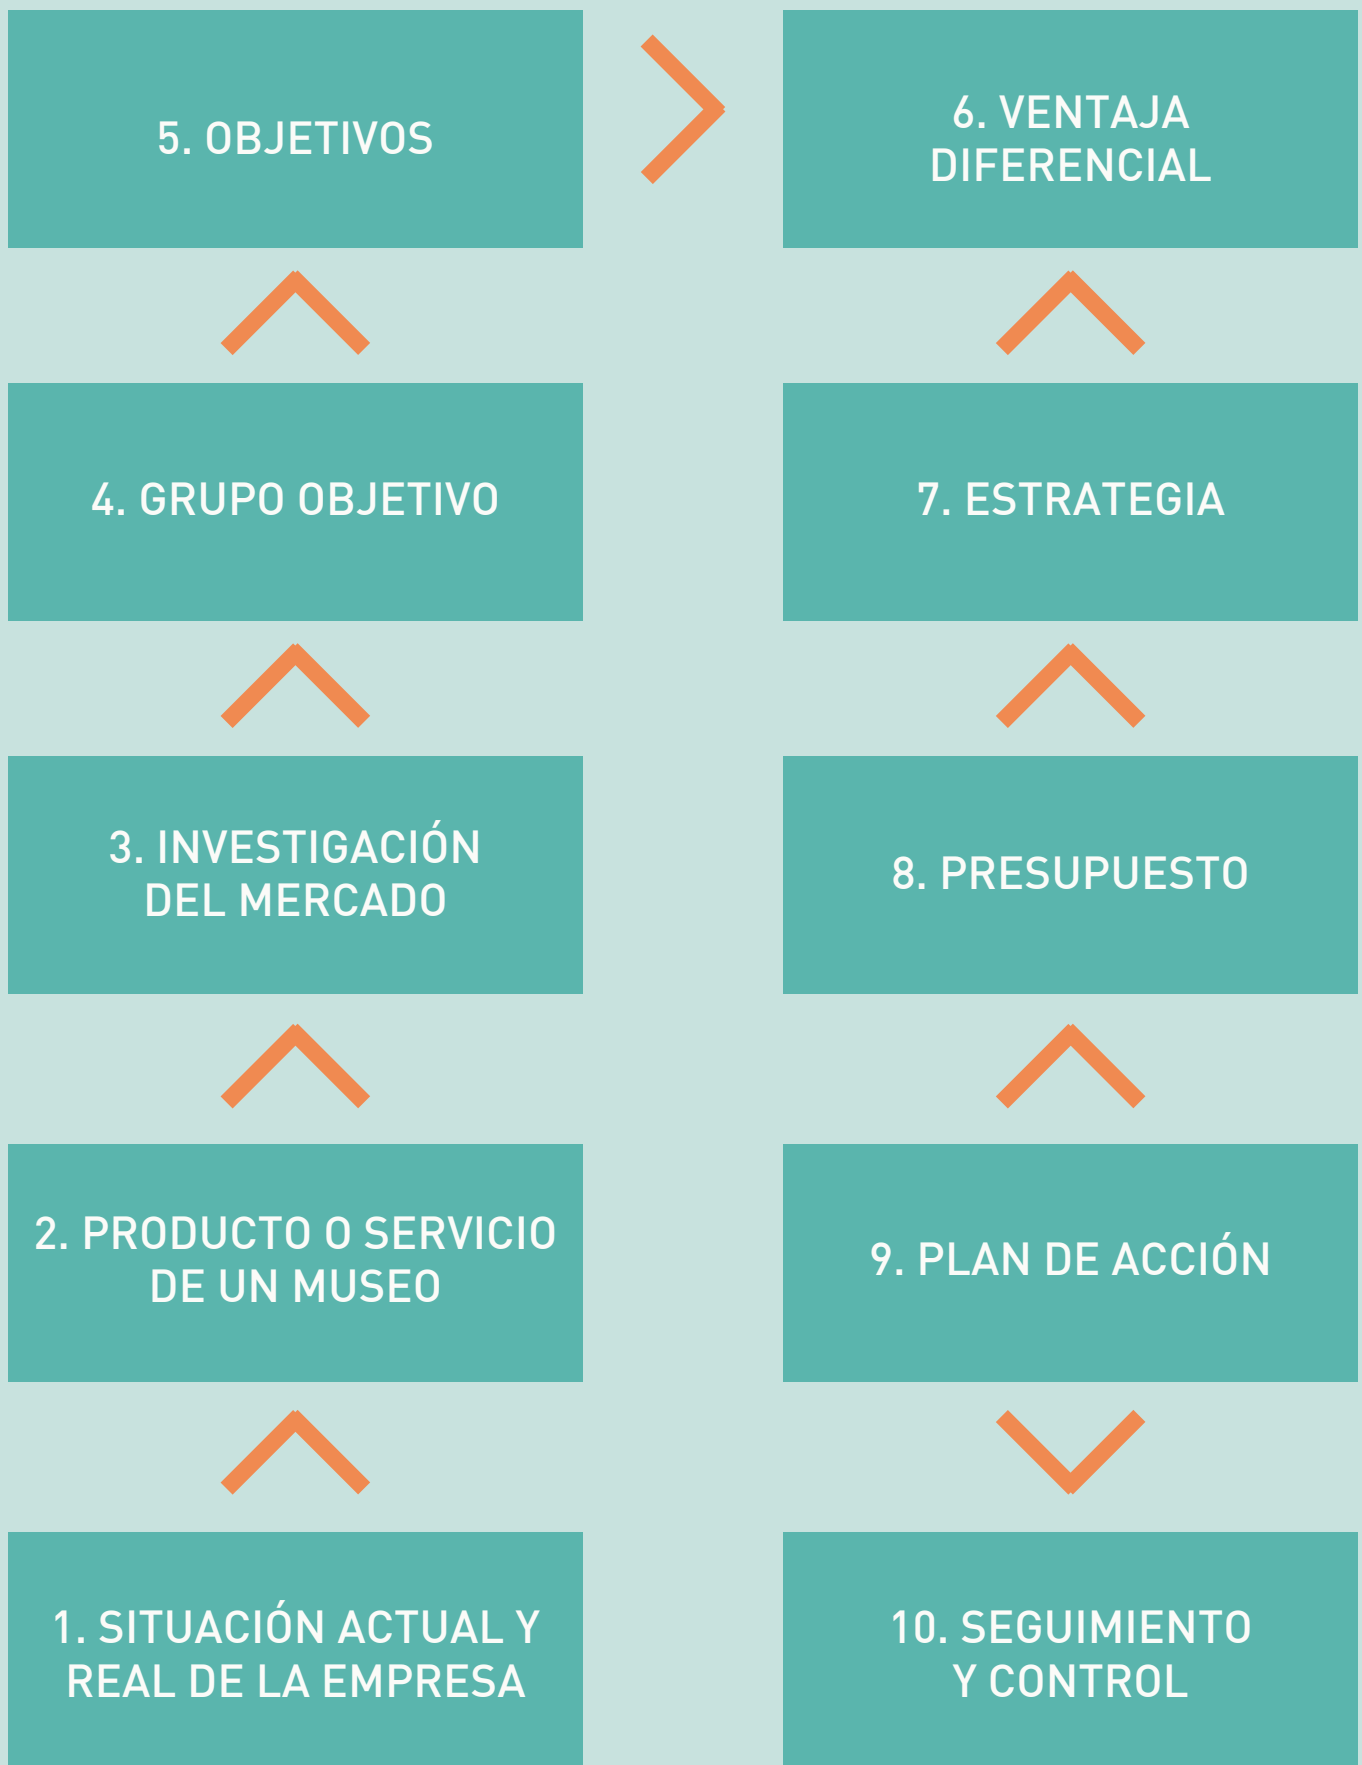 5. OBJETIVOS
6. VENTAJA
DIFERENCIAL
4. GRUPO OBJETIVO
7. ESTRATEGIA
3. INVESTIGACIÓN
DEL MERCADO
8. PRESUPUESTO
2. PRODUCTO O SERVICIO
DE UN MUSEO
9. PLAN DE ACCIÓN
1. SITUACIÓN ACTUAL Y
REAL DE LA EMPRESA
10. SEGUIMIENTO
Y CONTROL